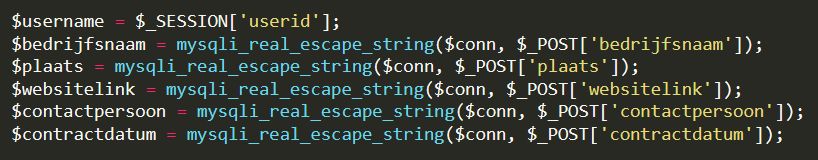 $username = $_SESSION['userid'];
$bedrijfsnaam = mysqli_real_escape_string($conn, $_POST['bedrijfsnaam']);
$plaats = mysqli_real_escape_string($conn, $_POST['plaats']);
$websitelink = mysqli_real_escape_string($conn, $_POST['websitelink']);
$contactpersoon = mysqli_real_escape_string($conn, $_POST['contactpersoon']);
$contractdatum = mysqli_real_escape_string($conn, $_POST['contractdatum']);